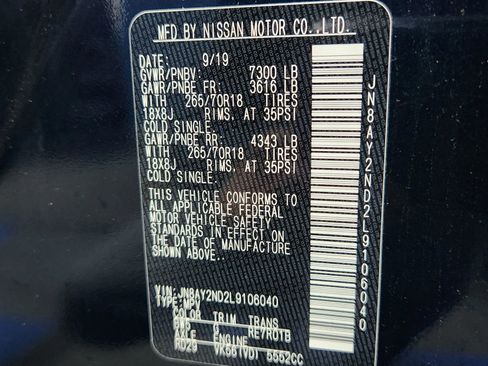 MFD BY NISSAN MOTOR CO.,LTD.
DATE: 9/19
GVWR/PNBV: 7300 LB
GAWR/PNBE FR: 3616 LB
WITH 265/70R18 TIRES
18X8J RIMS. AT 35PSI
COLD SINGLE.
GAWR/PNBE RR: 4343 LB
WITH 265/70R18 TIRES
18X8J RIMS. AT 35PSI
COLD SINGLE.
THIS VEHICLE CONFORMS TO
ALL APPLICABLE FEDERAL
MOTOR VEHICLE SAFETY
STANDARDS IN EFFECT ON
THE DATE OF MANUFACTURE
VIN: JN8AY2ND2L9106040
TYPE: MPV
COLOR TRIM TRANS
G RE7R01B
ENGINE
VK56(VD) 5552CC
JN8AY2ND2L9106040